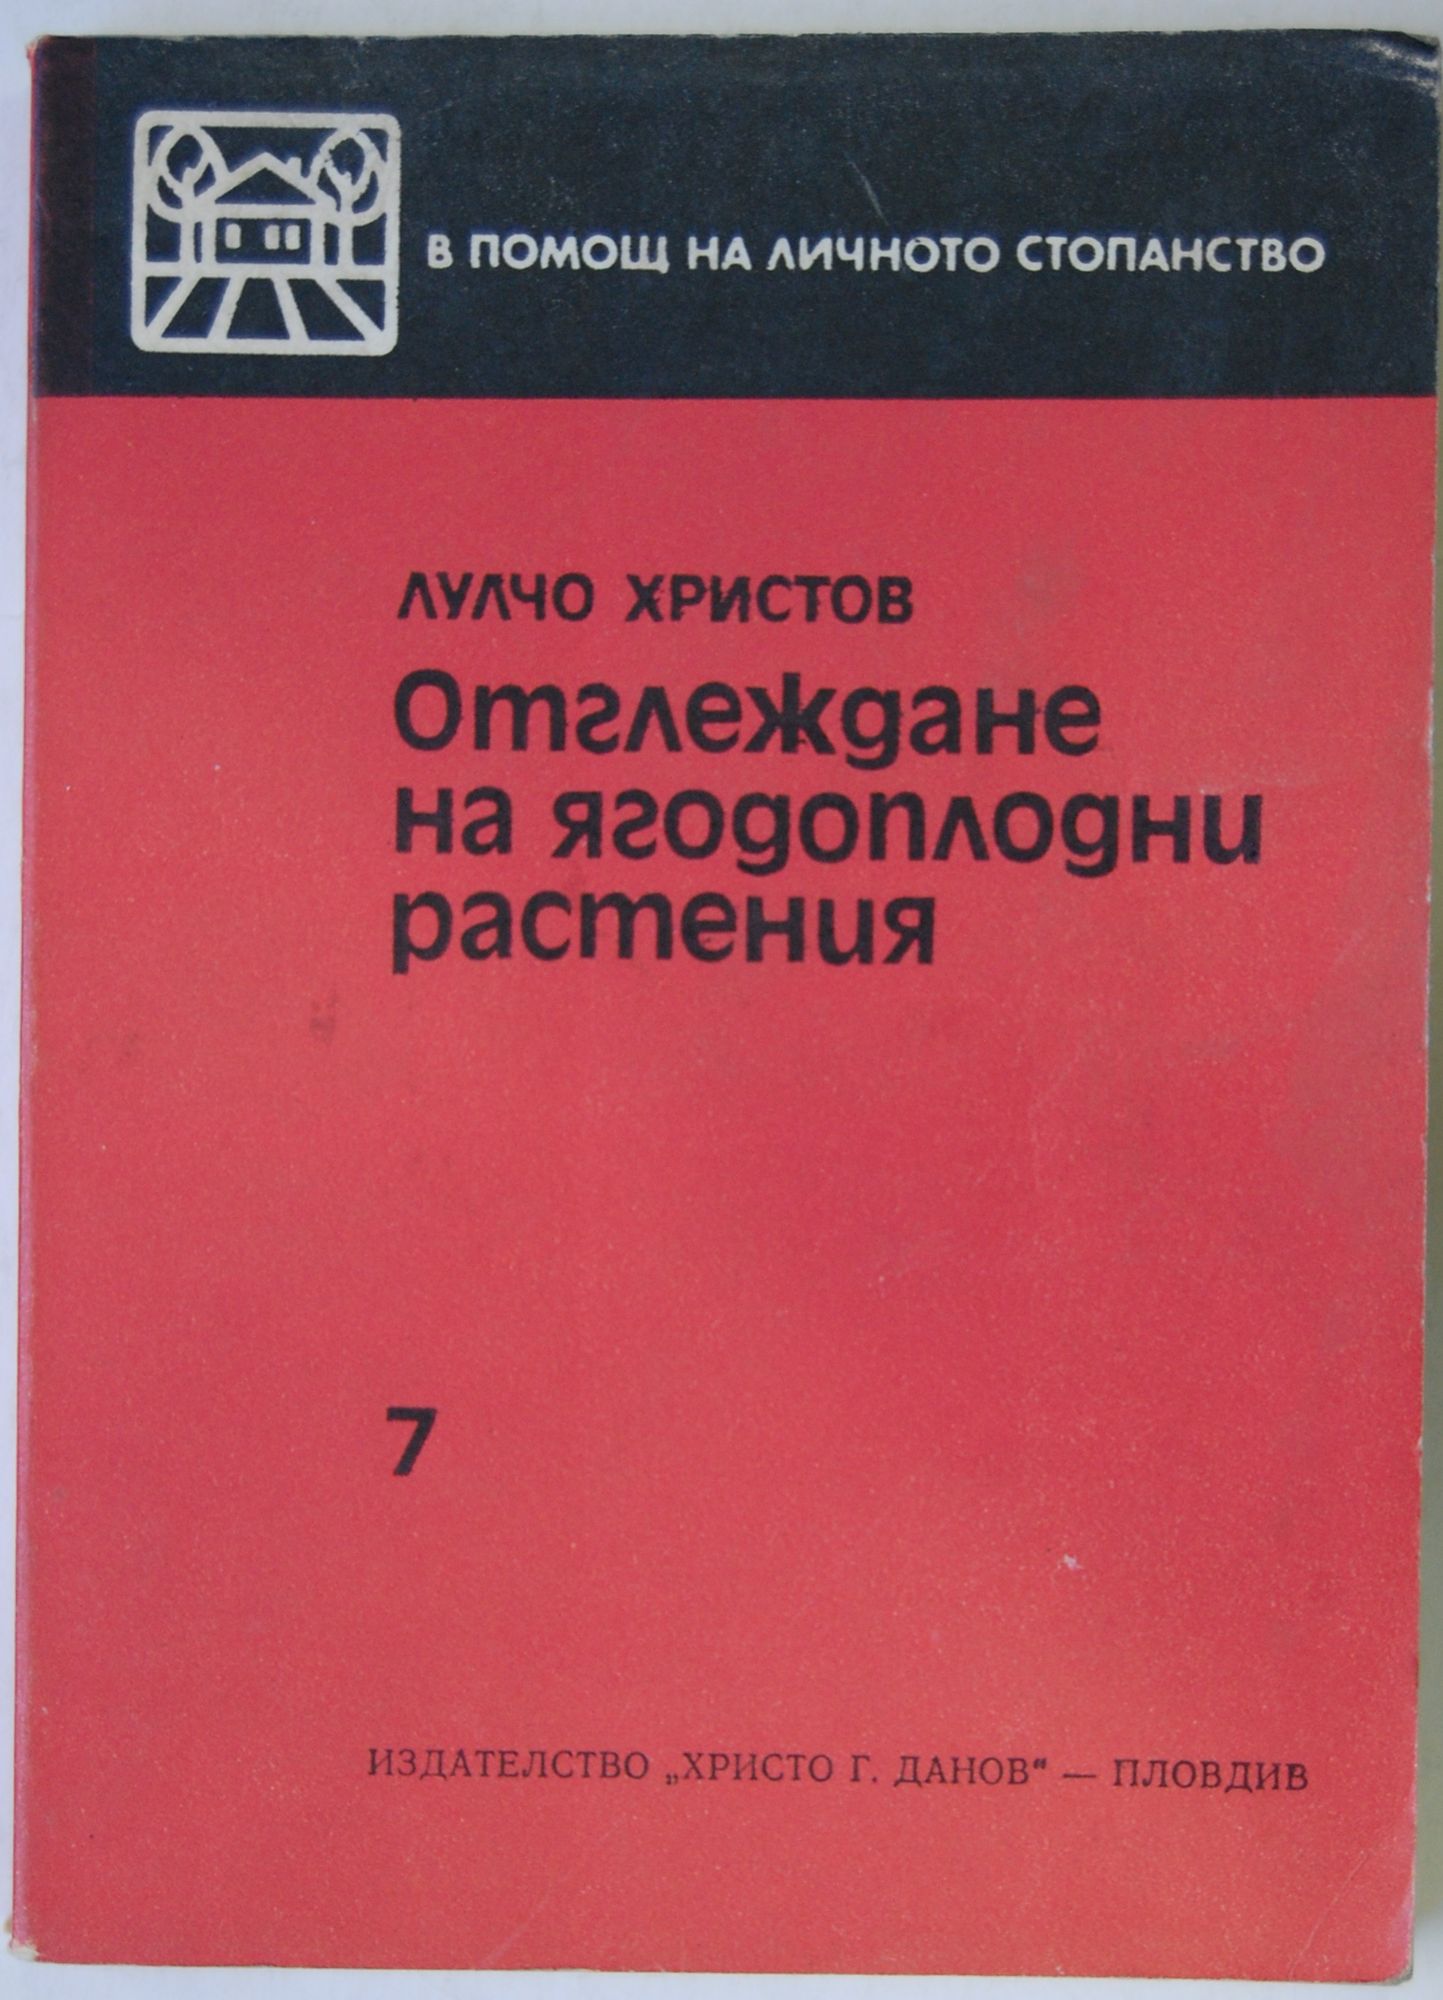 В ПОМОЩ НА ЛИЧНОТО СТОПАНСТВО
ЛУЛЧО ХРИСТОВ
Отглеждане
на ягодоплодни
растения
7
ИЗДАТЕЛСТВО „ХРИСТО Г. ДАНОВ“ — ПЛОВДИВ